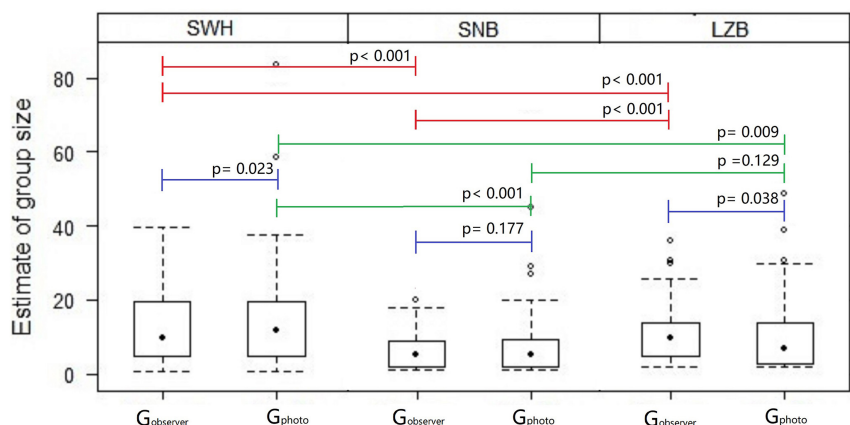 SWH SNB LZB
p< 0.001
80
p< 0.001
p< 0.001
p= 0.009
60
p= 0.023
p =0.129
p< 0.001
p= 0.038
40
p= 0.177
20
0
Estimate of group size
Gobserver Gphoto Gobserver Gphoto Gobserver Gphoto